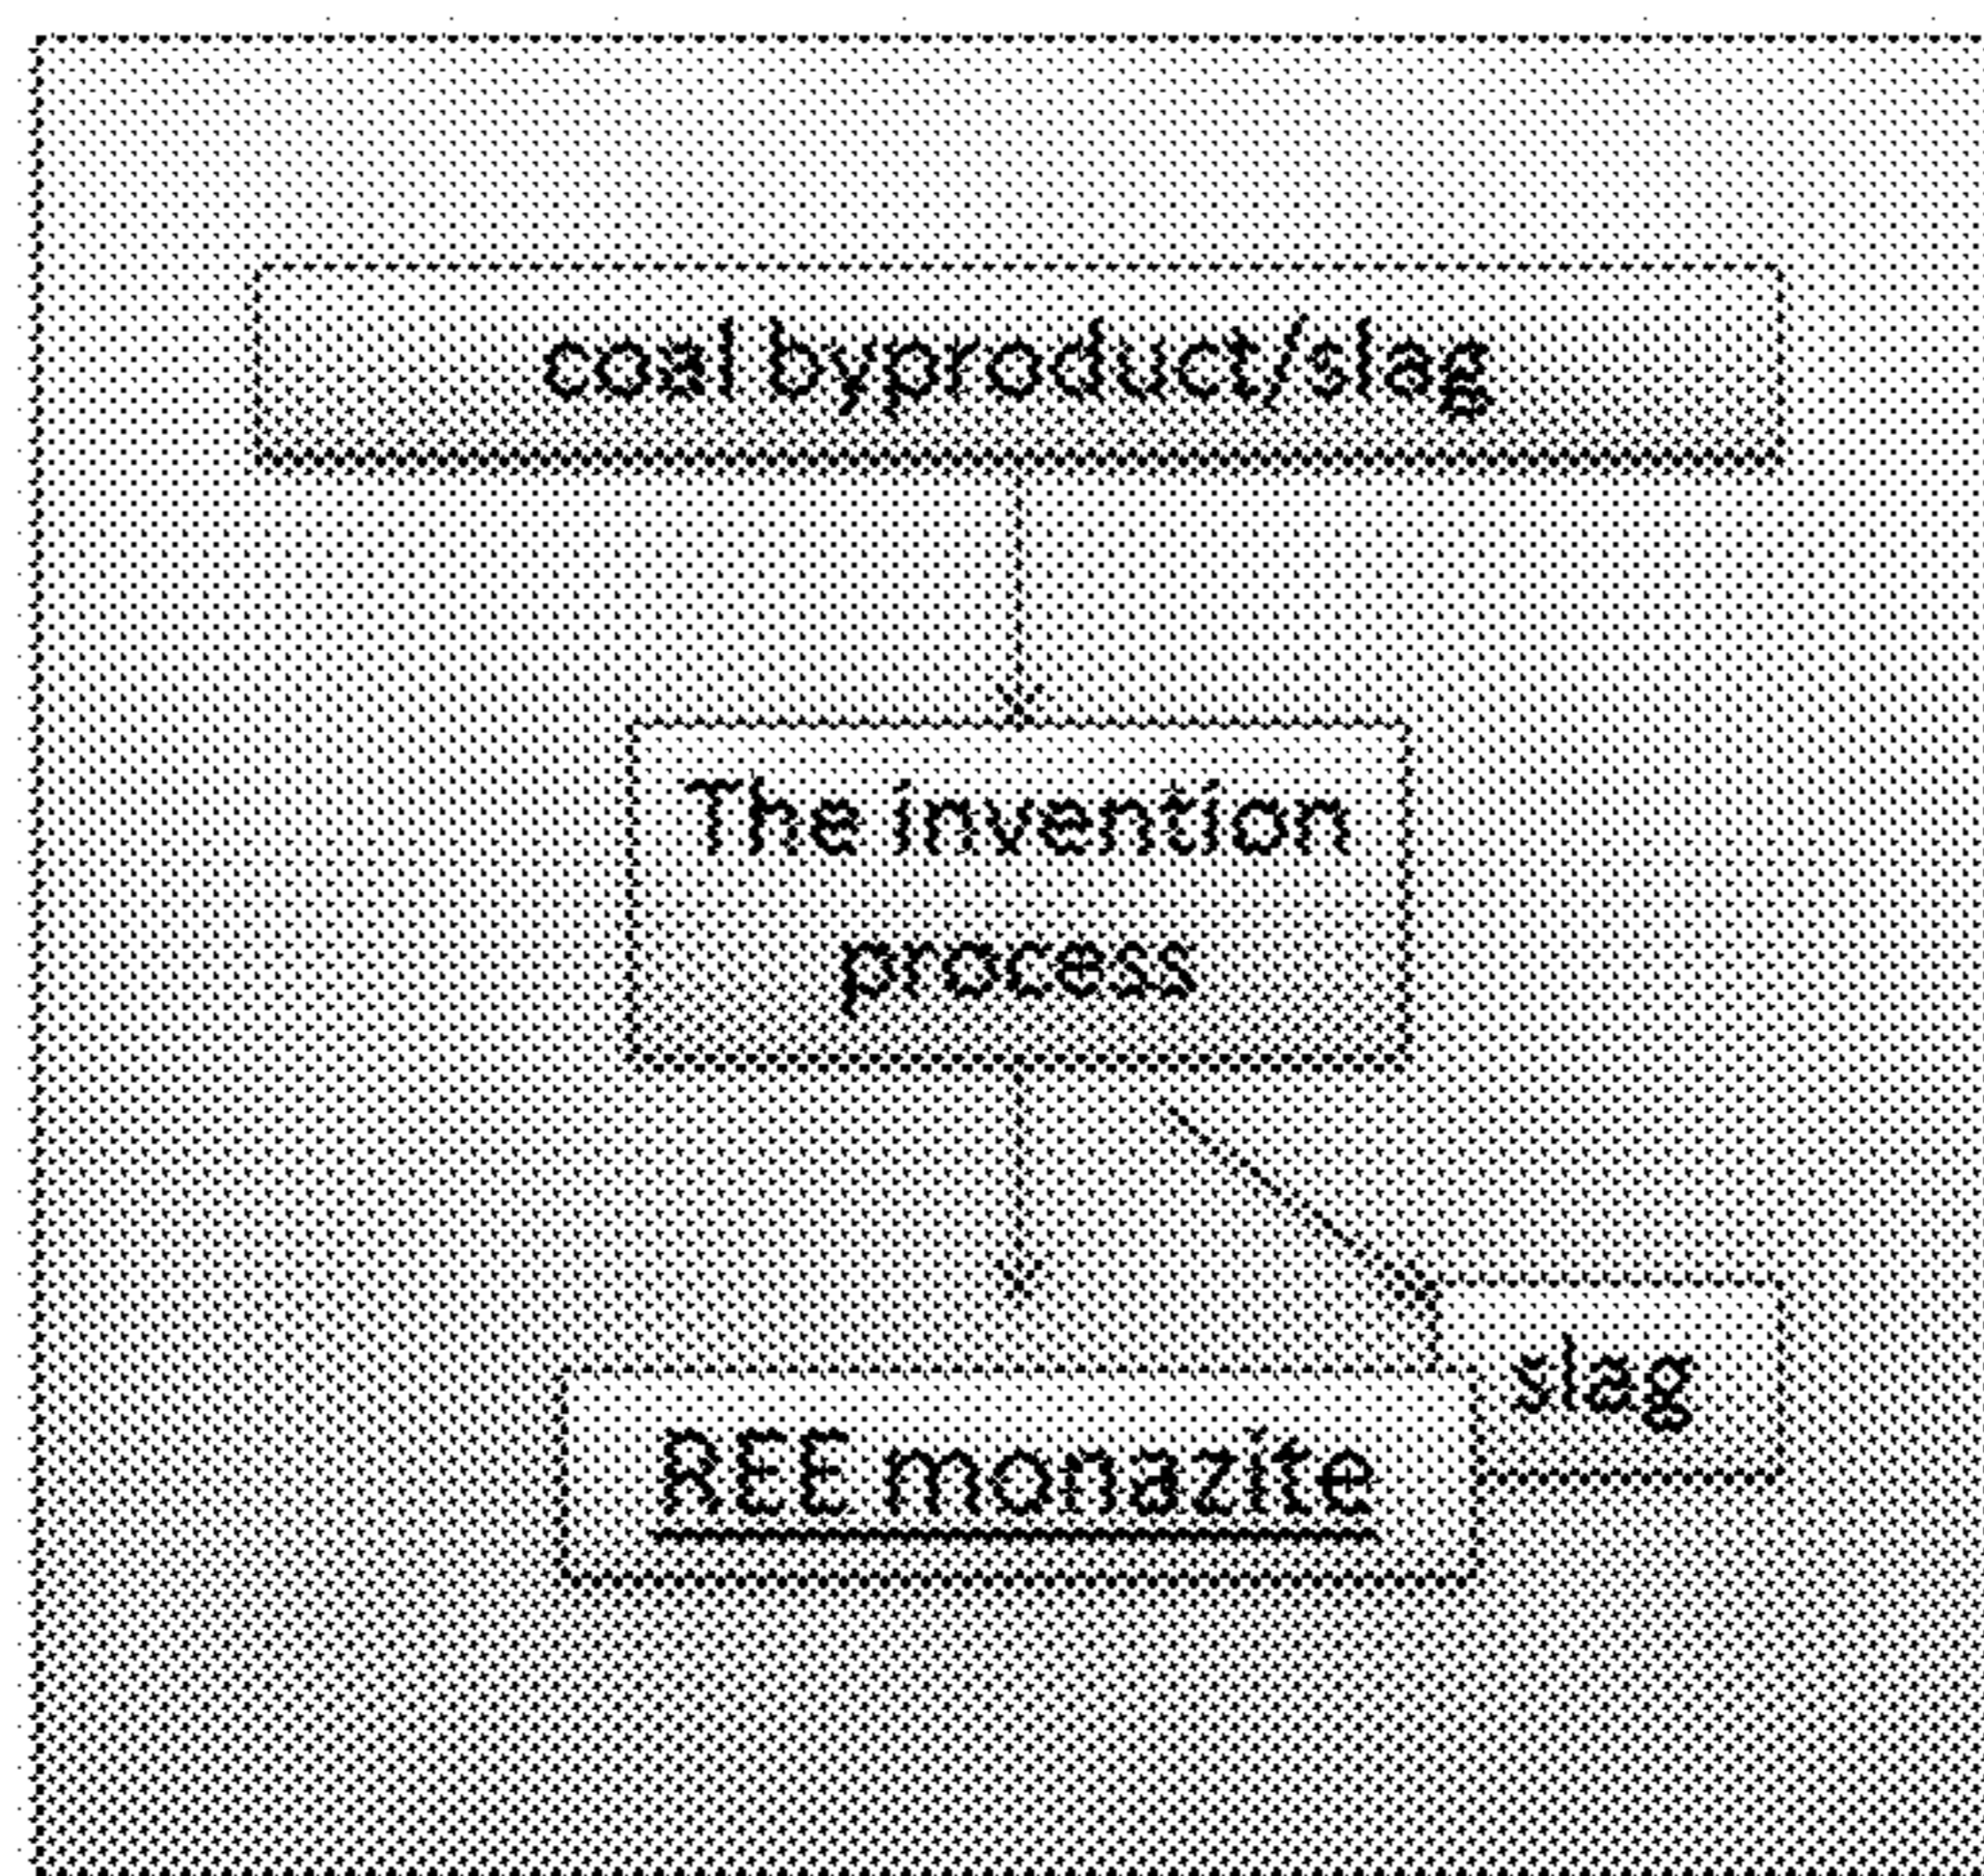 coal byproduct/slag
The invention
process
slag
REE monazite